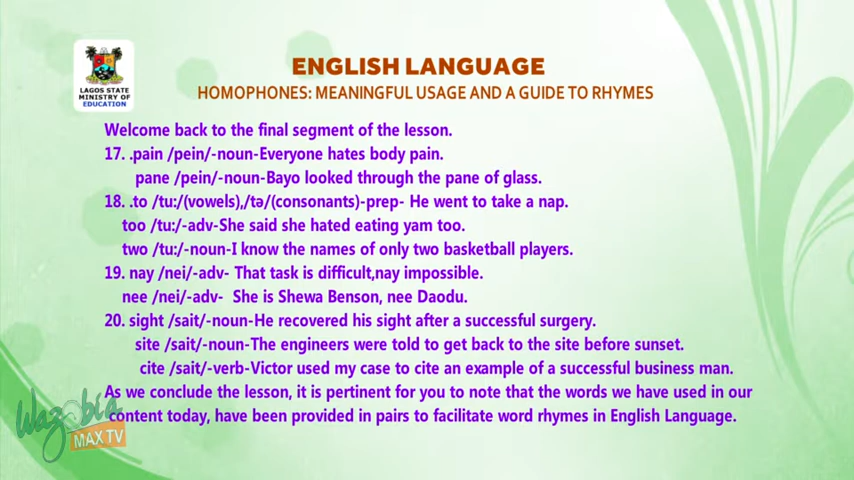 ENGLISH LANGUAGE
HOMOPHONES: MEANINGFUL USAGE AND A GUIDE TO RHYMES
LAGOS STATE
MINISTRY OF
EDUCATION
Welcome back to the final segment of the lesson.
17. .pain /pein/-noun-Everyone hates body pain.
pane /pein/-noun-Bayo looked through the pane of glass.
18. .to /tu:/(vowels),/tə/(consonants)-prep- He went to take a nap.
too /tu:/-adv-She said she hated eating yam too.
two /tu:/-noun-I know the names of only two basketball players.
19. nay /nei/-adv- That task is difficult,nay impossible.
nee /nei/-adv- She is Shewa Benson, nee Daodu.
20. sight /sait/-noun-He recovered his sight after a successful surgery.
site /sait/-noun-The engineers were told to get back to the site before sunset.
cite /sait/-verb-Victor used my case to cite an example of a successful business man.
As we conclude the lesson, it is pertinent for you to note that the words we have used in our
content today, have been provided in pairs to facilitate word rhymes in English Language.
Wazobia
MAX TV